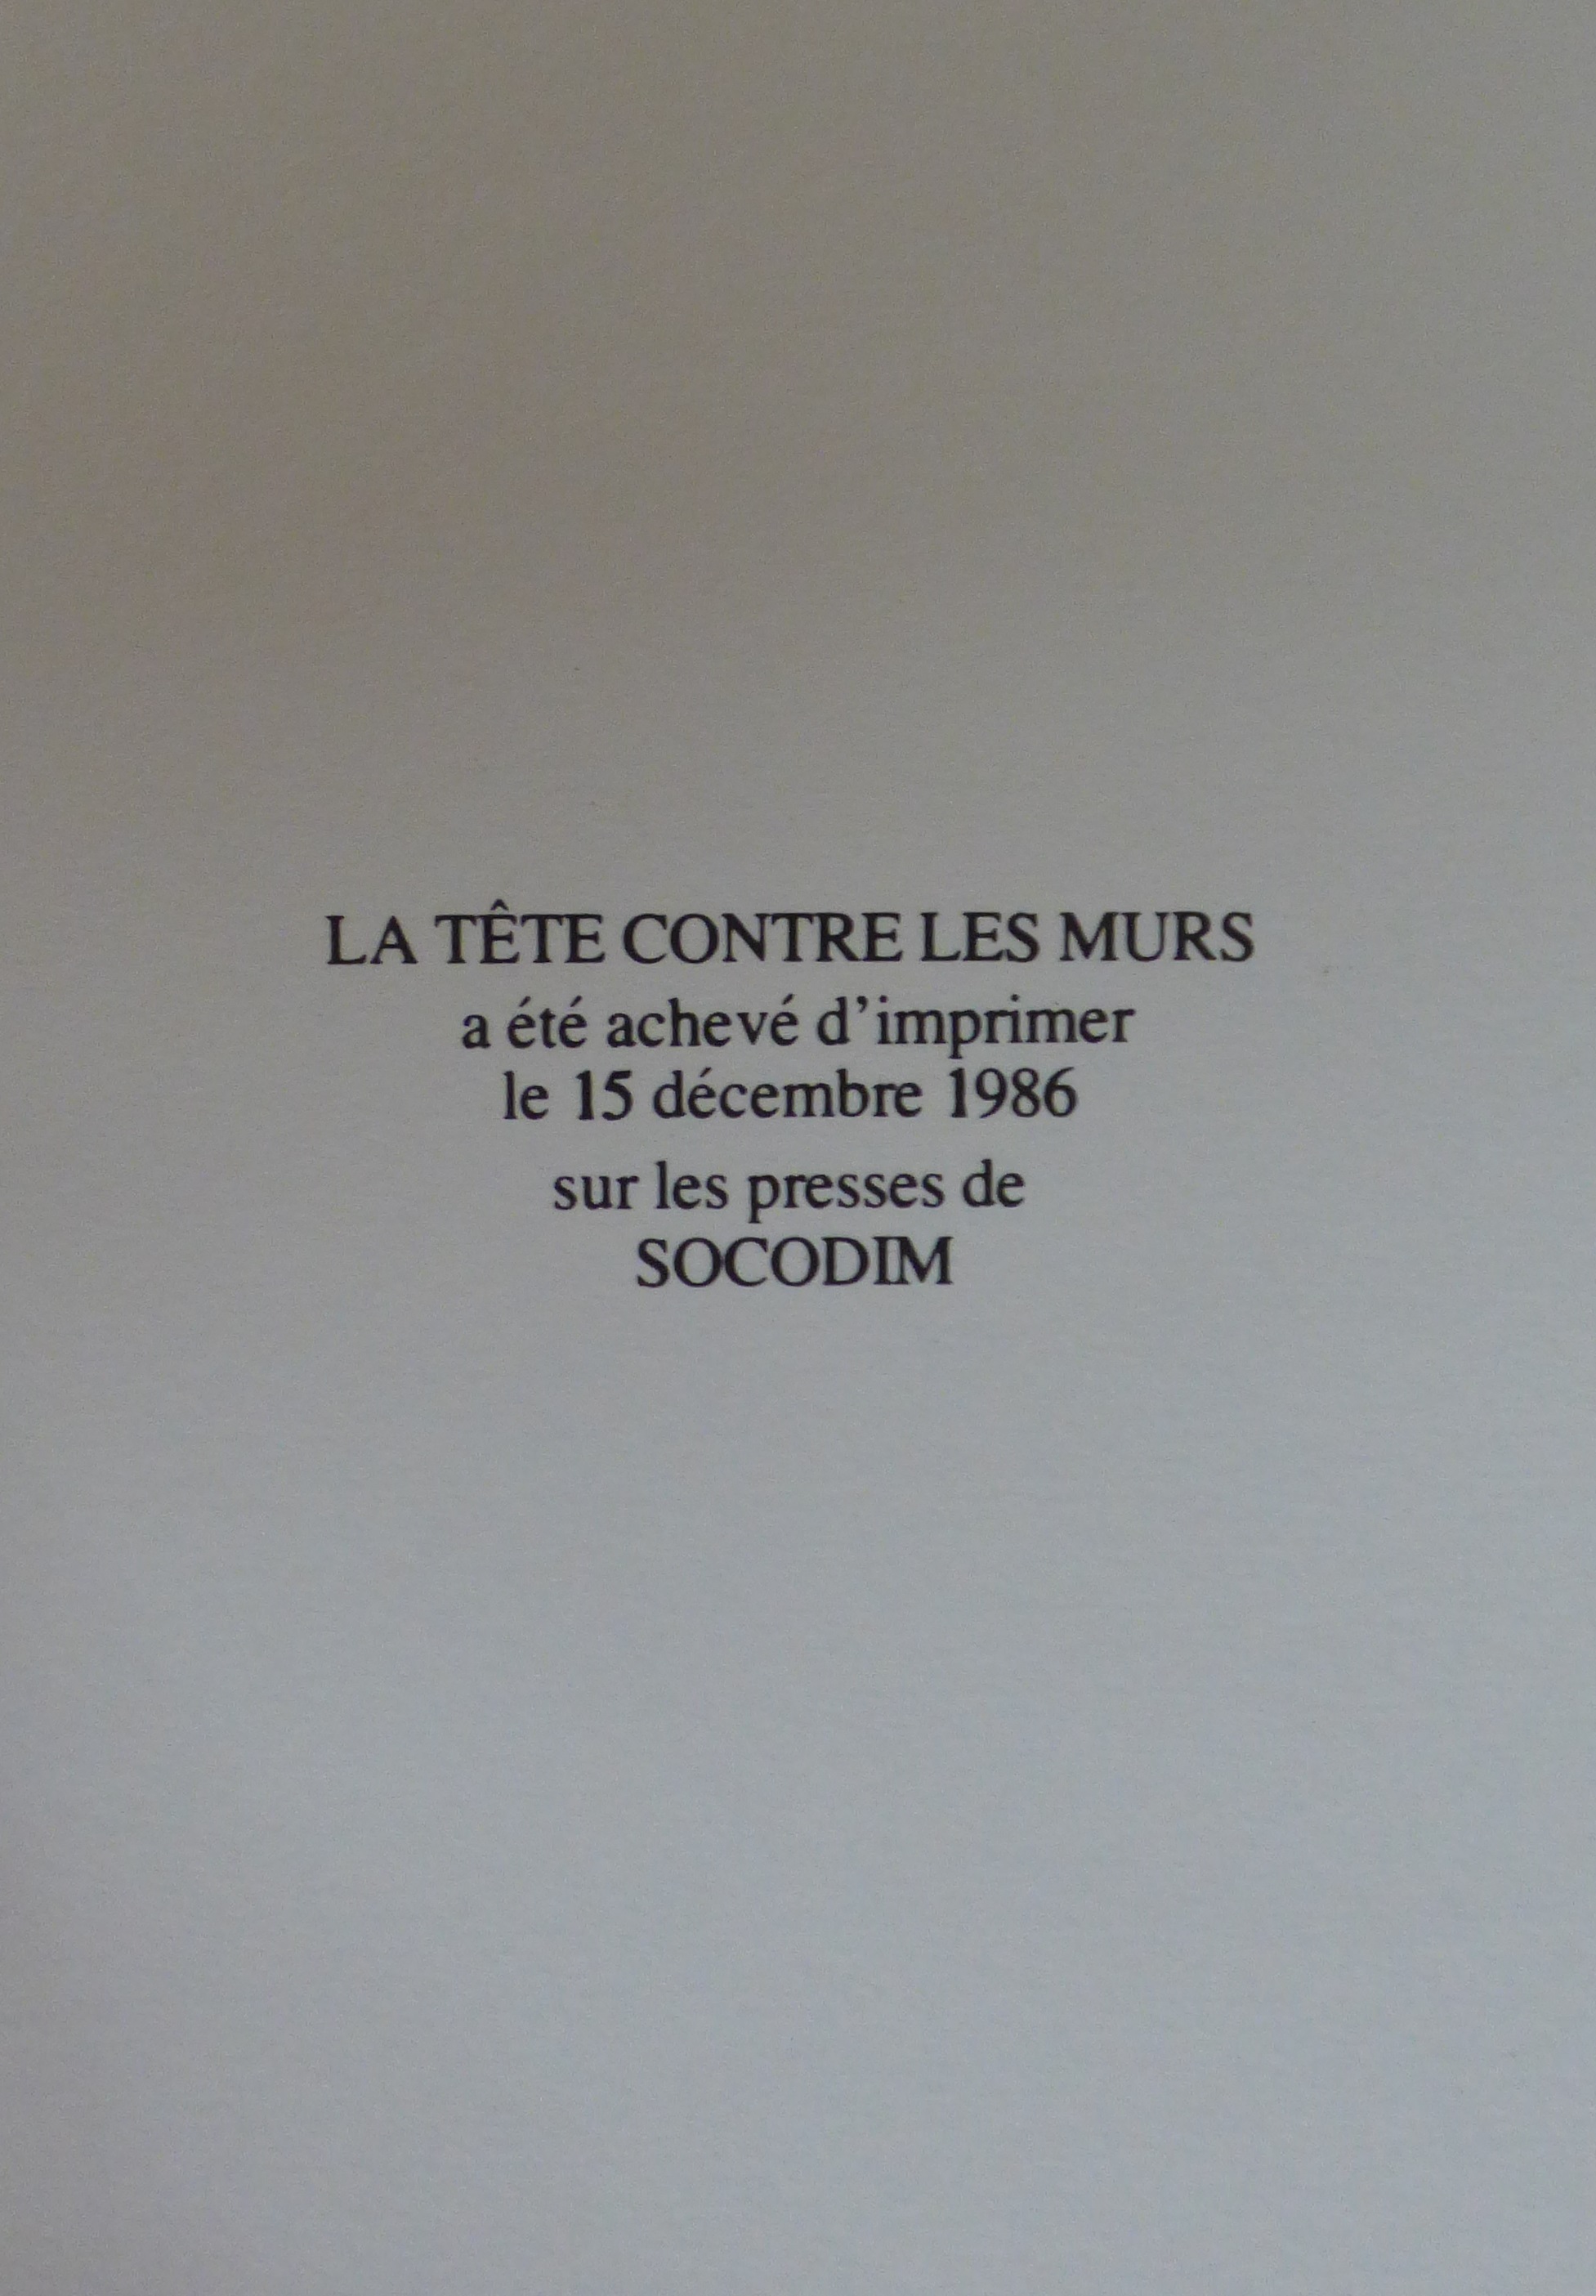 LA TÊTE CONTRE LES MURS
a été achevé d'imprimer
le 15 décembre 1986
sur les presses de
SOCODIM